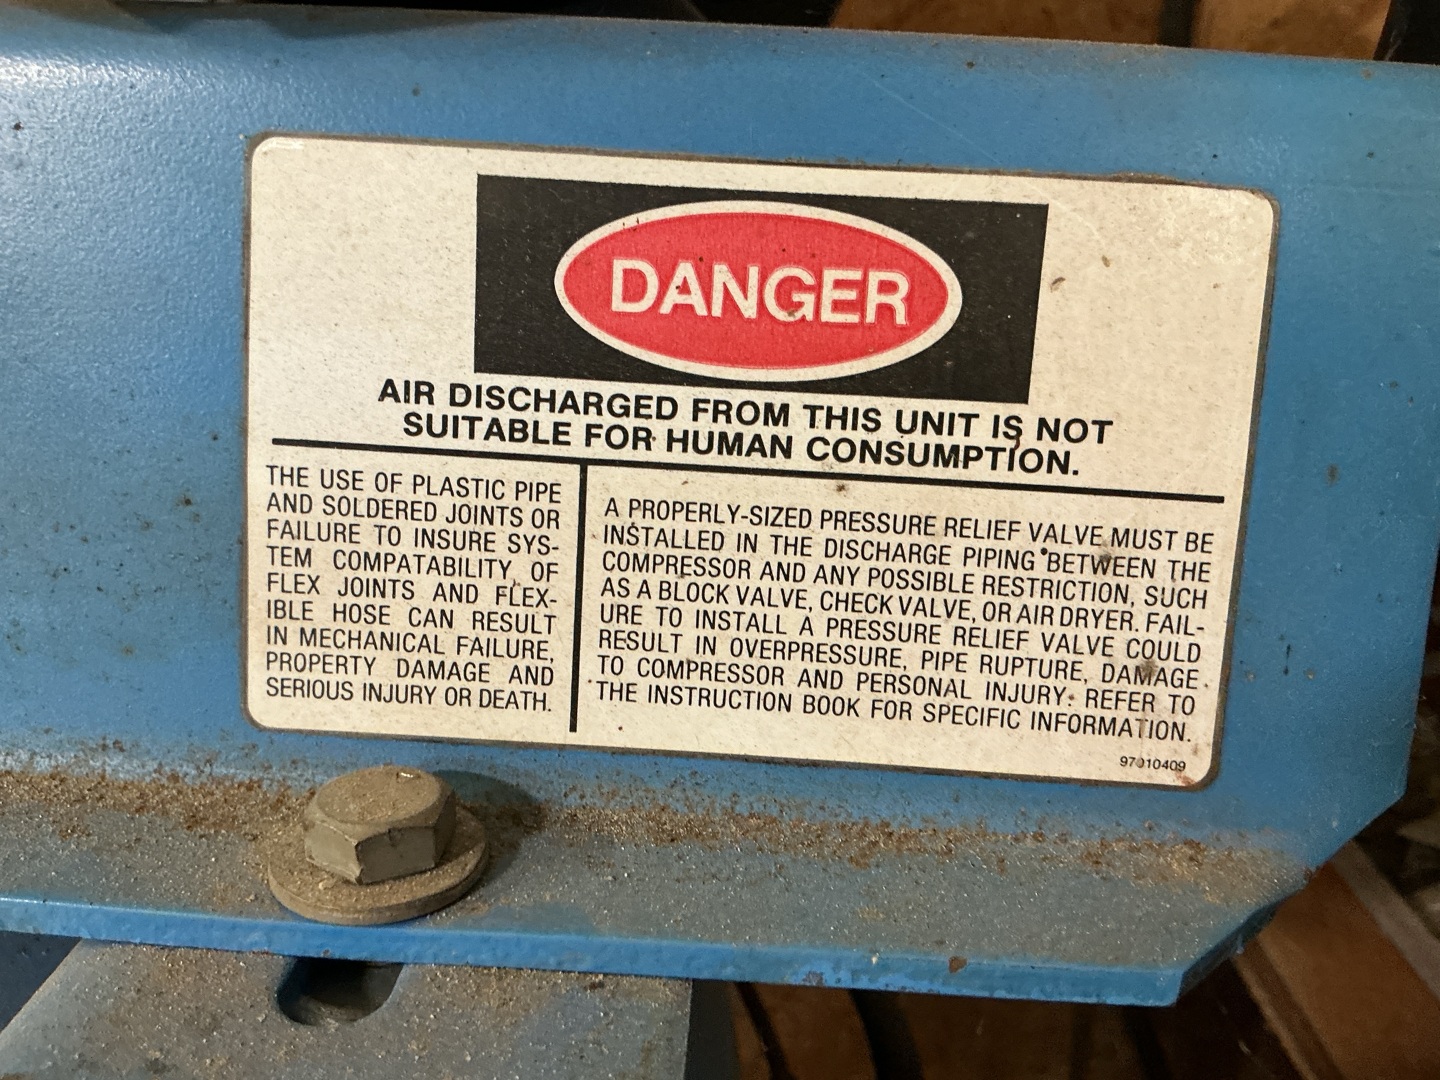 DANGER
AIR DISCHARGED FROM THIS UNIT IS NOT
SUITABLE FOR HUMAN CONSUMPTION.
THE USE OF PLASTIC PIPE
AND SOLDERED JOINTS OR
FAILURE TO INSURE SYS-
TEM COMPATABILITY OF
FLEX JOINTS AND FLEX-
IBLE HOSE CAN RESULT
IN MECHANICAL FAILURE,
PROPERTY DAMAGE AND
SERIOUS INJURY OR DEATH.
A PROPERLY-SIZED PRESSURE RELIEF VALVE MUST BE
INSTALLED IN THE DISCHARGE PIPING BETWEEN THE
COMPRESSOR AND ANY POSSIBLE RESTRICTION, SUCH
AS A BLOCK VALVE, CHECK VALVE, OR AIR DRYER. FAIL-
URE TO INSTALL A PRESSURE RELIEF VALVE COULD
RESULT IN OVERPRESSURE, PIPE RUPTURE, DAMAGE
TO COMPRESSOR AND PERSONAL INJURY. REFER TO
THE INSTRUCTION BOOK FOR SPECIFIC INFORMATION.
97010409